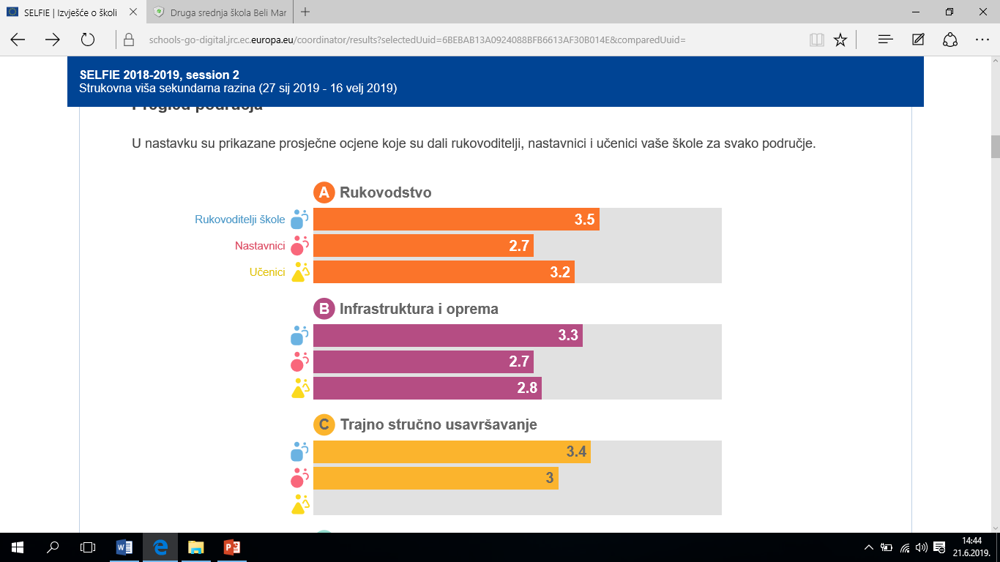 SELFIE | Izvješće o školi
Druga srednja škola Beli Mar
schools-go-digital.jrc.ec.europa.eu/coordinator/results?selectedUuid=6BEBAB13A0924088BFB6613AF30B014E&comparedUuid=
SELFIE 2018-2019, session 2
Strukovna viša sekundarna razina (27 sij 2019 - 16 velj 2019)
Pregled područja
U nastavku su prikazane prosječne ocjene koje su dali rukovoditelji, nastavnici i učenici vaše škole za svako područje.
A Rukovodstvo
Rukovoditelji škole 3.5
Nastavnici 2.7
Učenici 3.2
B Infrastruktura i oprema
3.3
2.7
2.8
C Trajno stručno usavršavanje
3.4
3
14:44
21.6.2019.